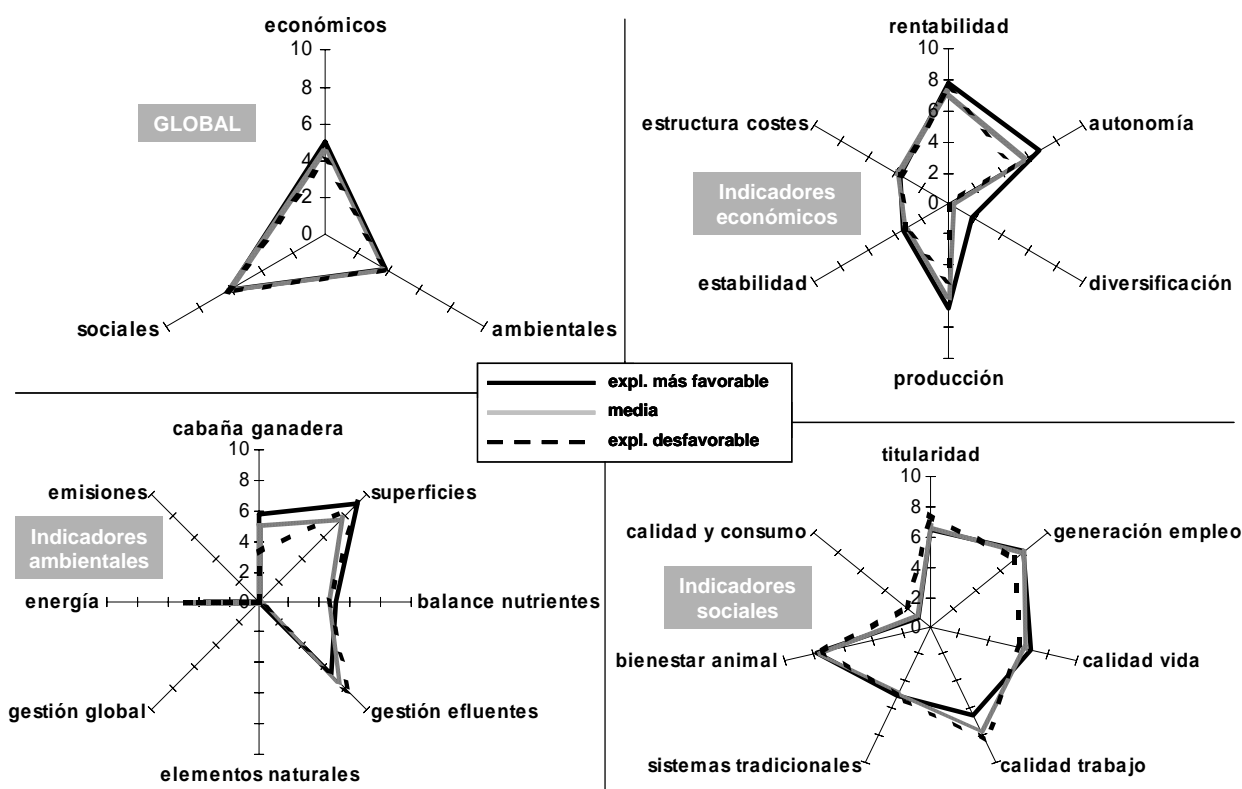 económicos
10
8
6
4
2
0
GLOBAL
sociales
ambientales
rentabilidad
10
8
6
4
2
0
estructura costes
autonomía
Indicadores
económicos
estabilidad
diversificación
producción
expl. más favorable
media
expl. desfavorable
cabaña ganadera
10
8
6
4
2
0
emisiones
superficies
Indicadores
ambientales
energía
balance nutrientes
gestión global
gestión efluentes
elementos naturales
titularidad
10
8
6
4
2
0
calidad y consumo
generación empleo
Indicadores
sociales
bienestar animal
calidad vida
sistemas tradicionales
calidad trabajo